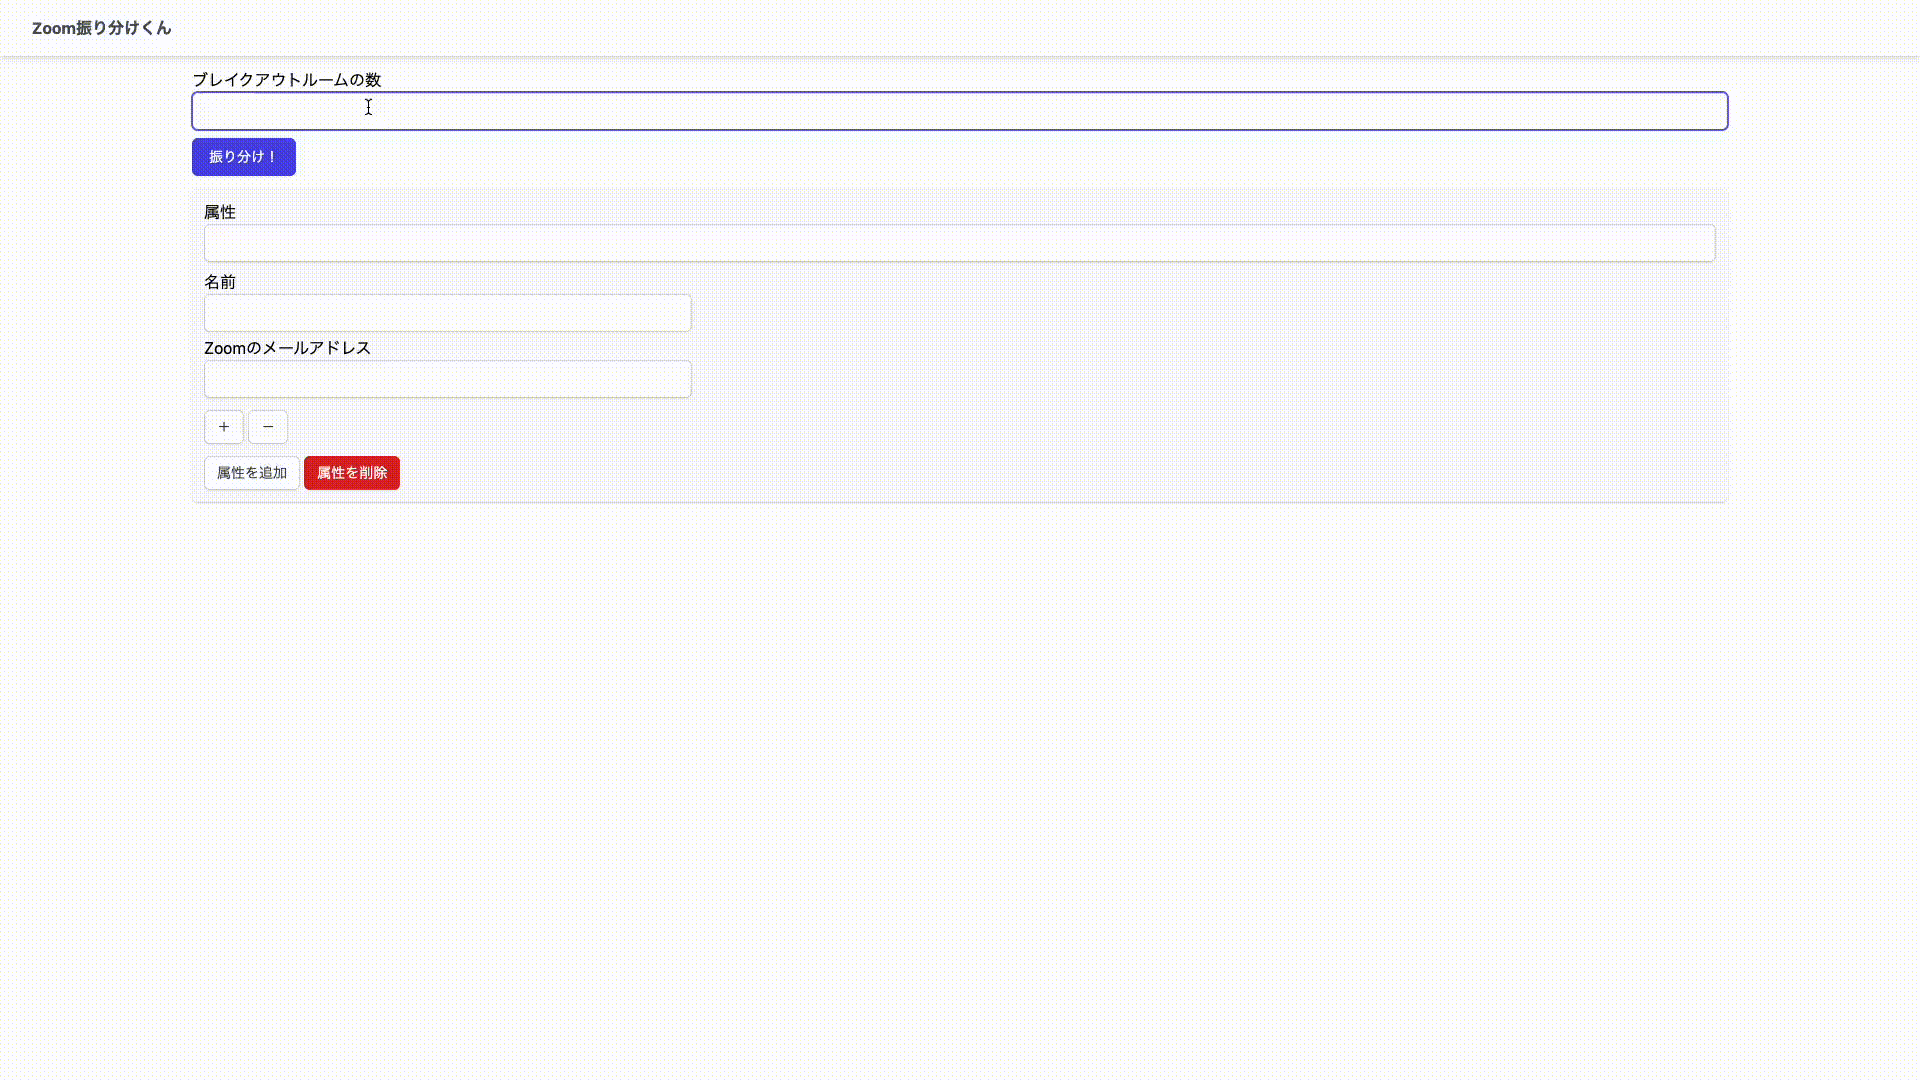 Zoom振り分けくん
ブレイクアウトルームの数
振り分け！
属性
名前
Zoomのメールアドレス
+ −
属性を追加 属性を削除